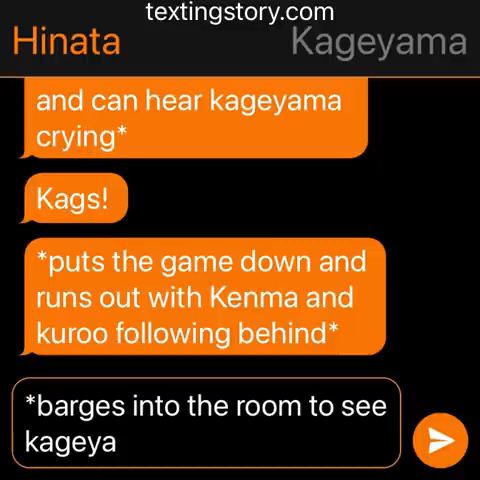 textingstory.com
Hinata Kageyama
and can hear kageyama
crying*
Kags!
*puts the game down and
runs out with Kenma and
kuroo following behind*
*barges into the room to see
kageya